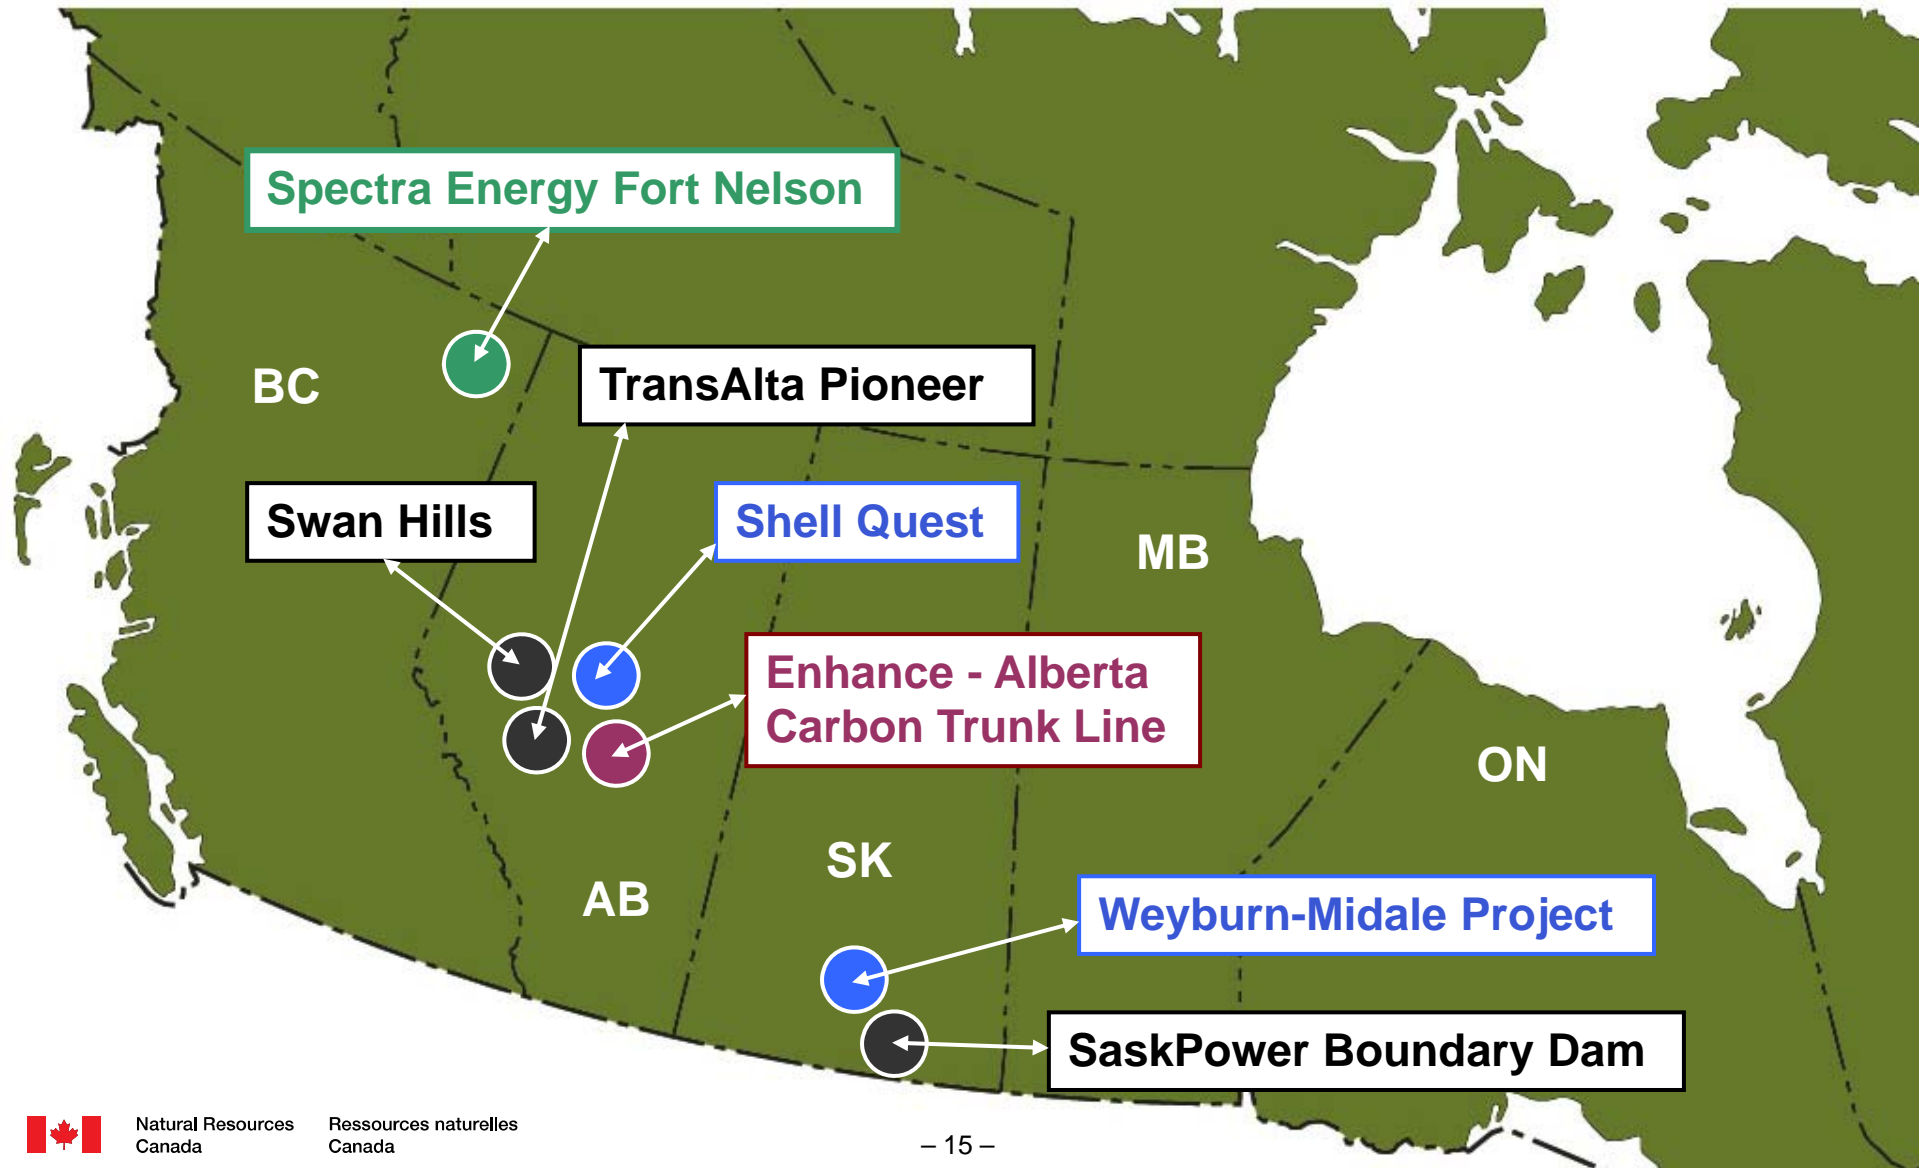 Spectra Energy Fort Nelson
BC
TransAlta Pioneer
Swan Hills
Shell Quest
MB
Enhance - Alberta
Carbon Trunk Line
ON
SK
AB
Weyburn-Midale Project
SaskPower Boundary Dam
Natural Resources
Canada
Ressources naturelles
Canada
– 15 –